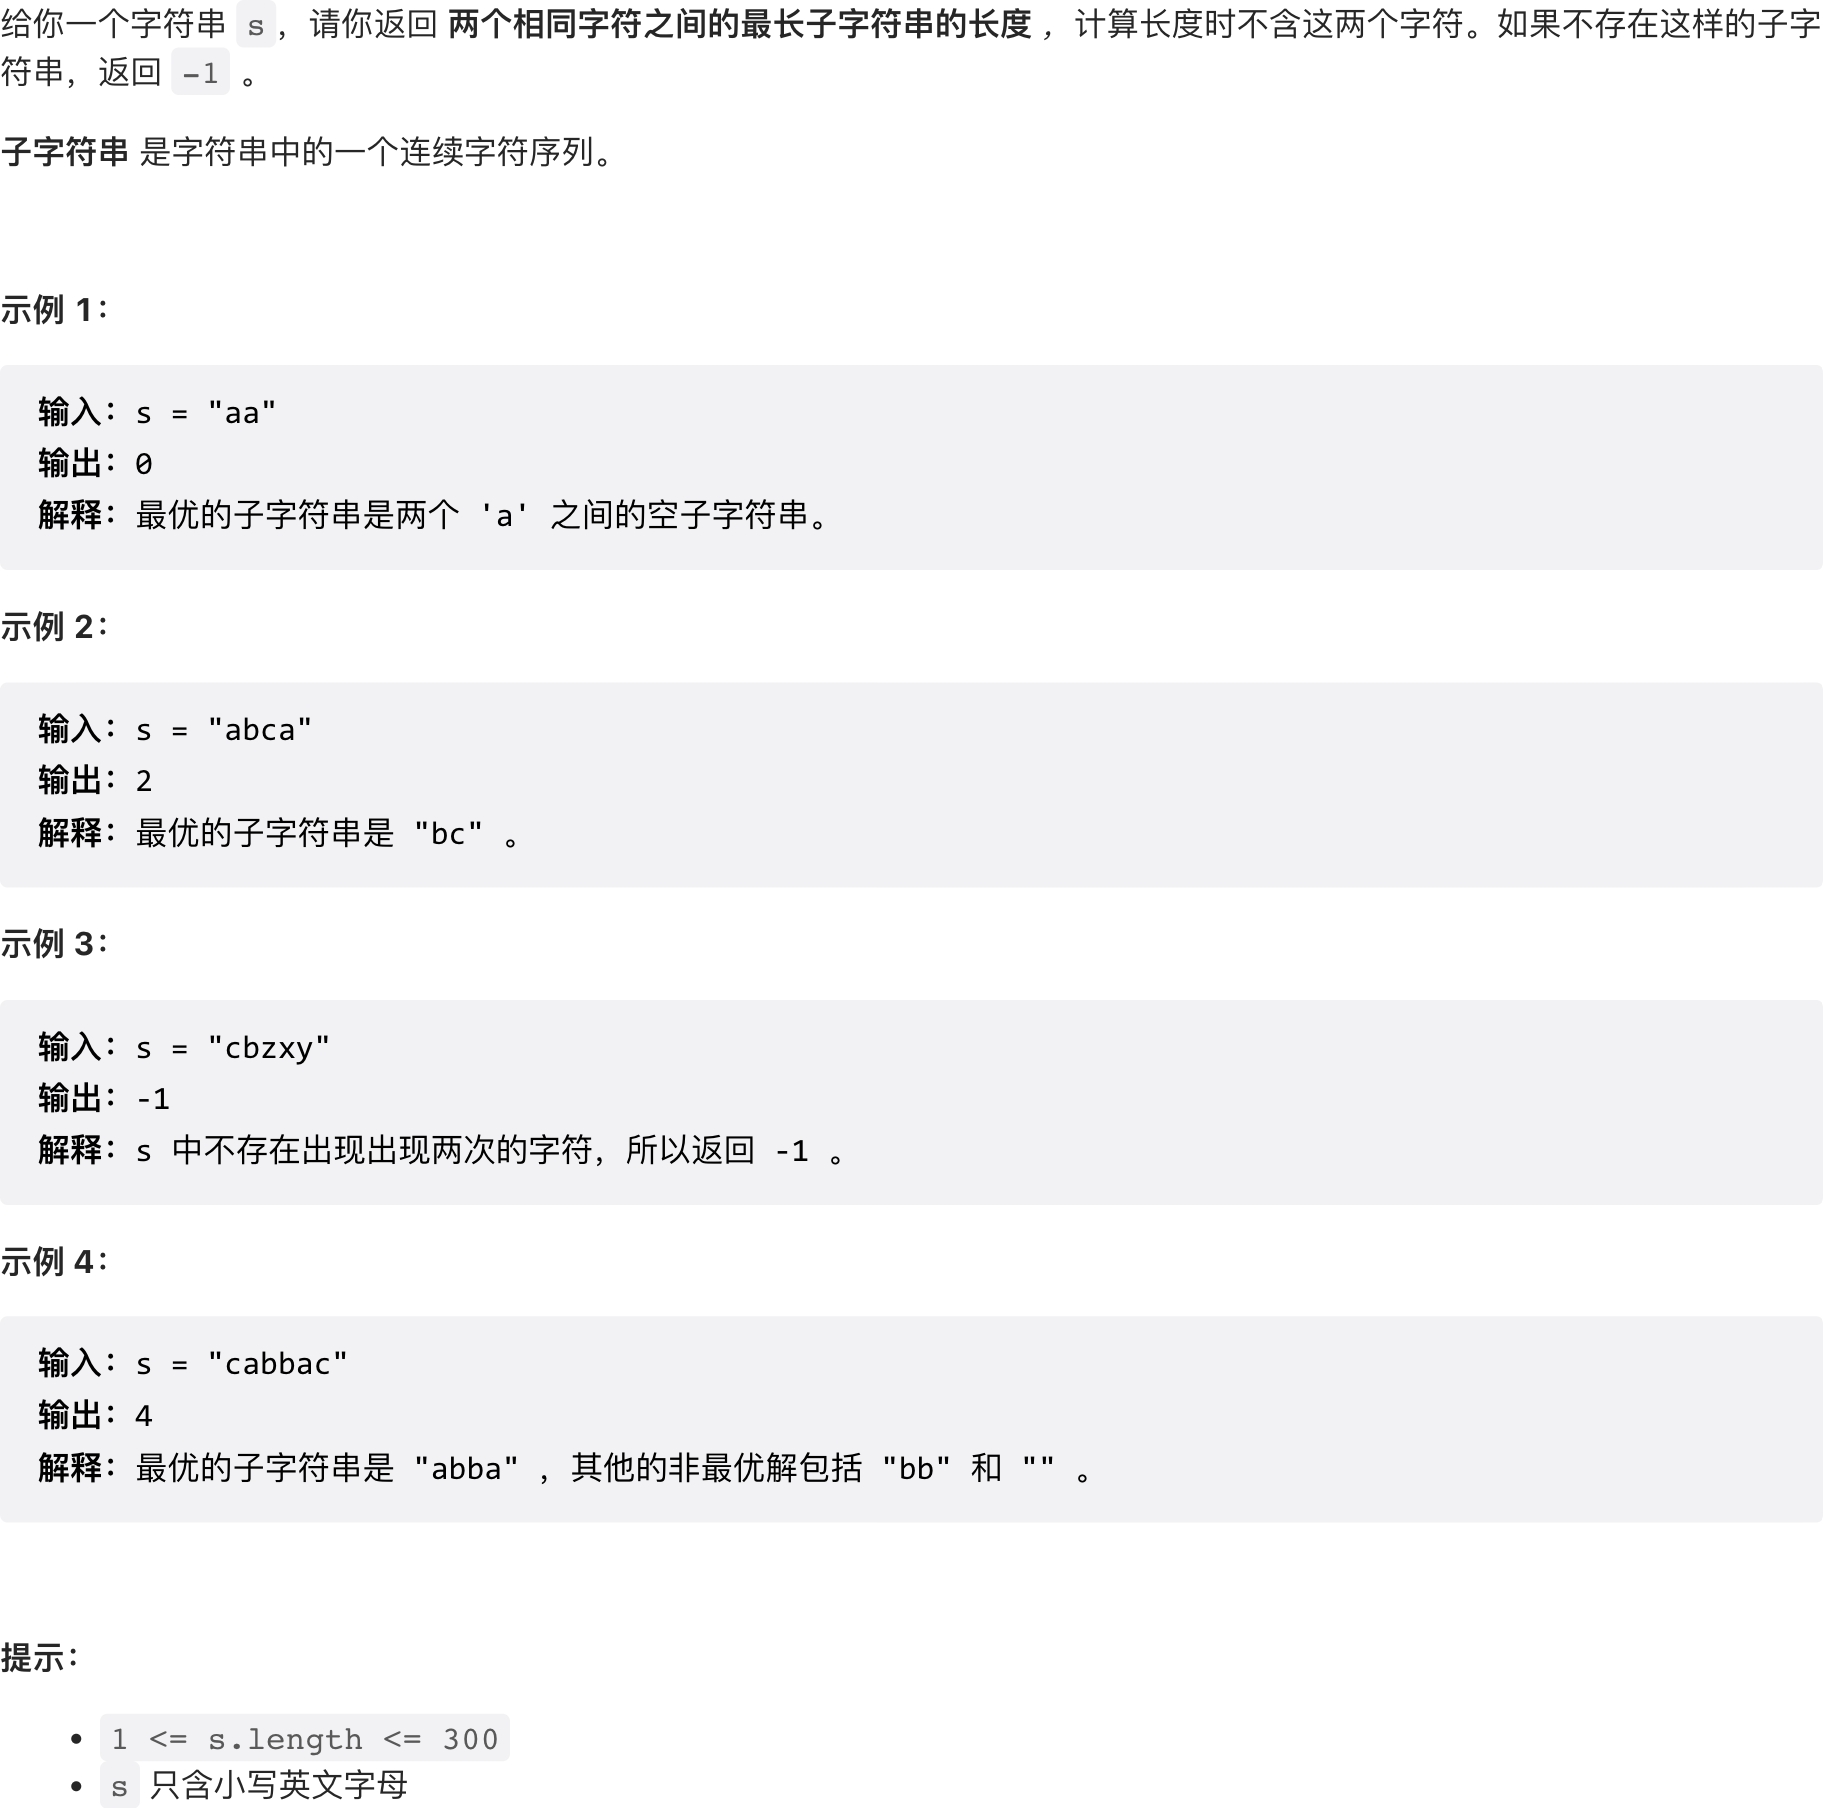 给你一个字符串 s，请你返回 两个相同字符之间的最长子字符串的长度 ，计算长度时不含这两个字符。如果不存在这样的子字
符串，返回 -1 。
子字符串 是字符串中的一个连续字符序列。
示例 1：
输入：s = "aa"
输出：0
解释：最优的子字符串是两个 'a' 之间的空子字符串。
示例 2：
输入：s = "abca"
输出：2
解释：最优的子字符串是 "bc" 。
示例 3：
输入：s = "cbzxy"
输出：-1
解释：s 中不存在出现出现两次的字符，所以返回 -1 。
示例 4：
输入：s = "cabbac"
输出：4
解释：最优的子字符串是 "abba" ，其他的非最优解包括 "bb" 和 "" 。
提示：
• 1 <= s.length <= 300
• s 只含小写英文字母